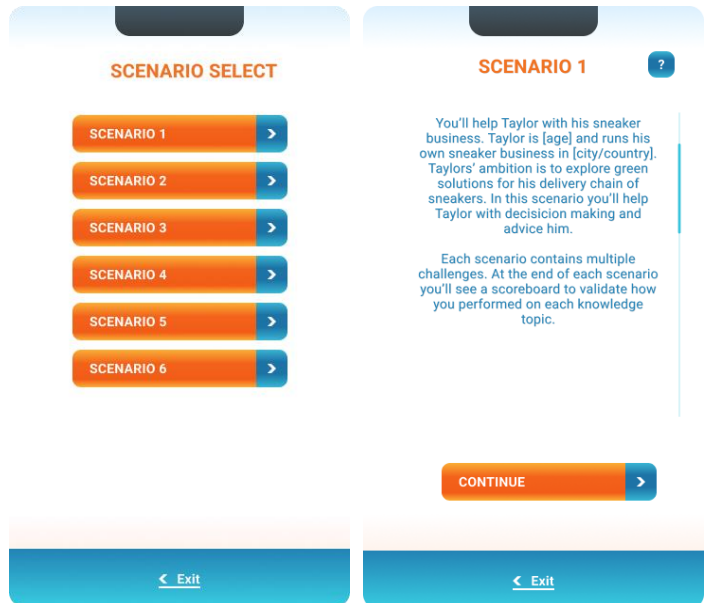 SCENARIO SELECT
SCENARIO 1
SCENARIO 2
SCENARIO 3
SCENARIO 4
SCENARIO 5
SCENARIO 6
Exit
SCENARIO 1
?
You'll help Taylor with his sneaker
business. Taylor is [age] and runs his
own sneaker business in [city/country].
Taylors' ambition is to explore green
solutions for his delivery chain of
sneakers. In this scenario you'll help
Taylor with decisicion making and
advice him.
Each scenario contains multiple
challenges. At the end of each scenario
you'll see a scoreboard to validate how
you performed on each knowledge
topic.
CONTINUE
Exit